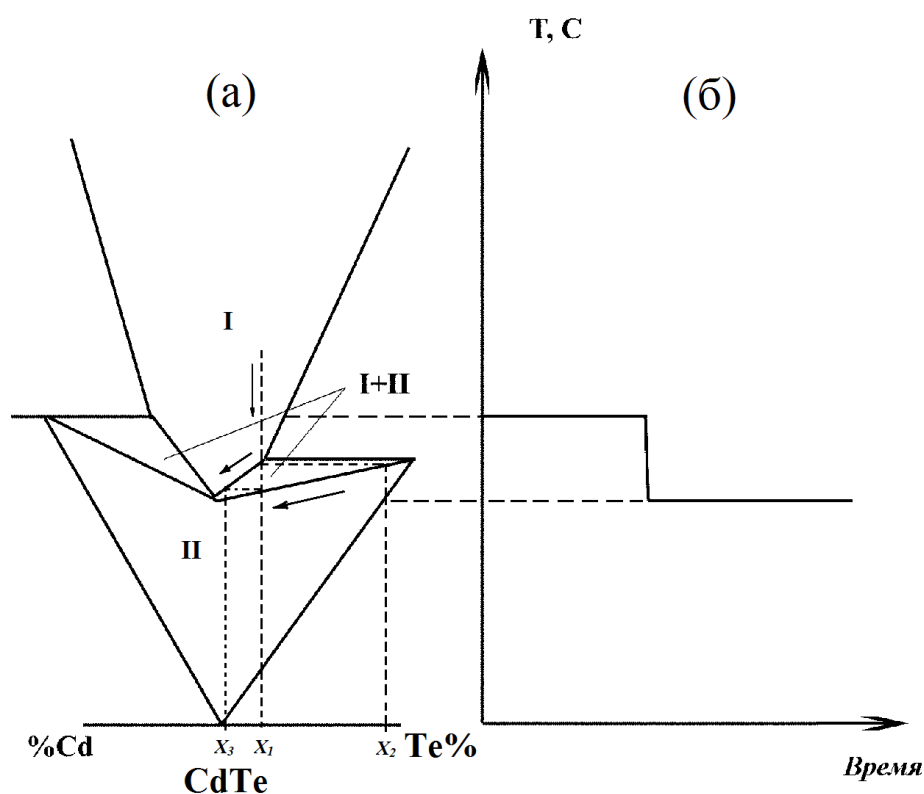 T, C
(а)
(б)
I
I+II
II
%Cd
X3
X1
X2
Te%
CdTe
Время